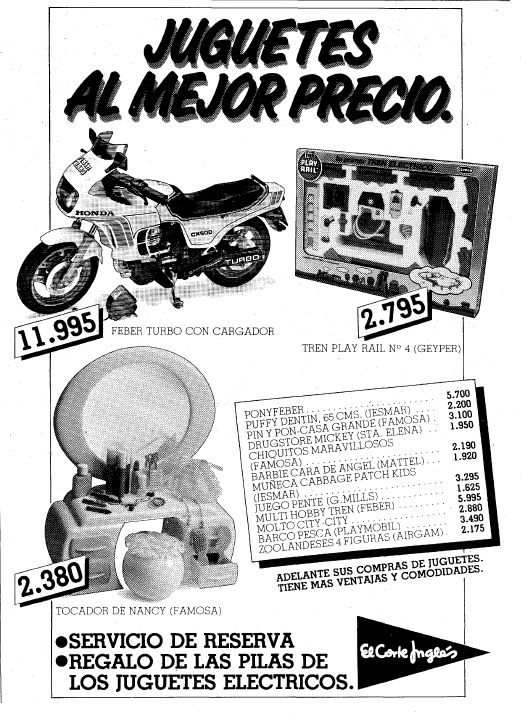 JUGUETES
AL MEJOR PRECIO.
HONDA
CX500
TURBO
PLAY
RAIL
TREN ELECTRICO
11.995
FEBER TURBO CON CARGADOR
2.795
TREN PLAY RAIL Nº 4 (GEYPER)
PONYFEBER . . . . . . . . . . . . . . . . . . 5.700
PUFFY DENTIN, 65 CMS. (JESMAR) . . . . 2.200
PIN Y PON-CASA GRANDE (FAMOSA) . 3.100
DRUGSTORE MICKEY (STA. ELENA) . . 1.950
CHIQUITOS MARAVILLOSOS
(FAMOSA) . . . . . . . . . . . . . . . . . . 2.190
BARBIE CARA DE ANGEL (MATTEL) . . . 1.920
MUÑECA CABBAGE PATCH KIDS
(JESMAR) . . . . . . . . . . . . . . . . . . 3.295
JUEGO PENTE (G.MILLS) . . . . . . . . . . 1.625
MULTI HOBBY TREN (FEBER) . . . . . . . 5.995
MOLTO CITY-CITY . . . . . . . . . . . . . . 2.880
BARCO PESCA (PLAYMOBIL) . . . . . . . . 3.490
ZOOLANDESES 4 FIGURAS (AIRGAM) . 2.175
2.380
TOCADOR DE NANCY (FAMOSA)
ADELANTE SUS COMPRAS DE JUGUETES.
TIENE MAS VENTAJAS Y COMODIDADES.
●SERVICIO DE RESERVA
●REGALO DE LAS PILAS DE
LOS JUGUETES ELECTRICOS.
El Corte Inglés